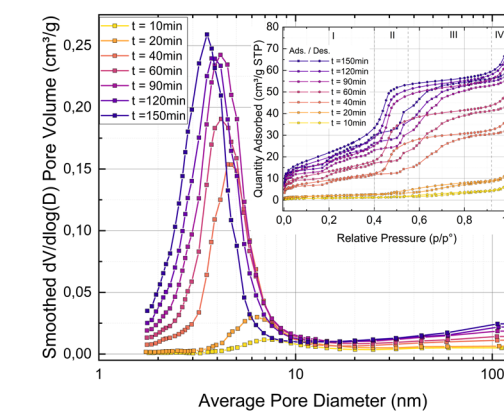 Smoothed dV/dlog(D) Pore Volume (cm³/g)
0,25
0,20
0,15
0,10
0,05
0,00
t = 10min
t = 20min
t = 40min
t = 60min
t = 90min
t =120min
t =150min
1
10
100
Average Pore Diameter (nm)
Quantity Adsorbed (cm³/g STP)
80
70
60
50
40
30
20
10
0
I
II
III
IV
Ads. / Des.
t =150min
t =120min
t = 90min
t = 60min
t = 40min
t = 20min
t = 10min
0,0
0,2
0,4
0,6
0,8
Relative Pressure (p/p°)